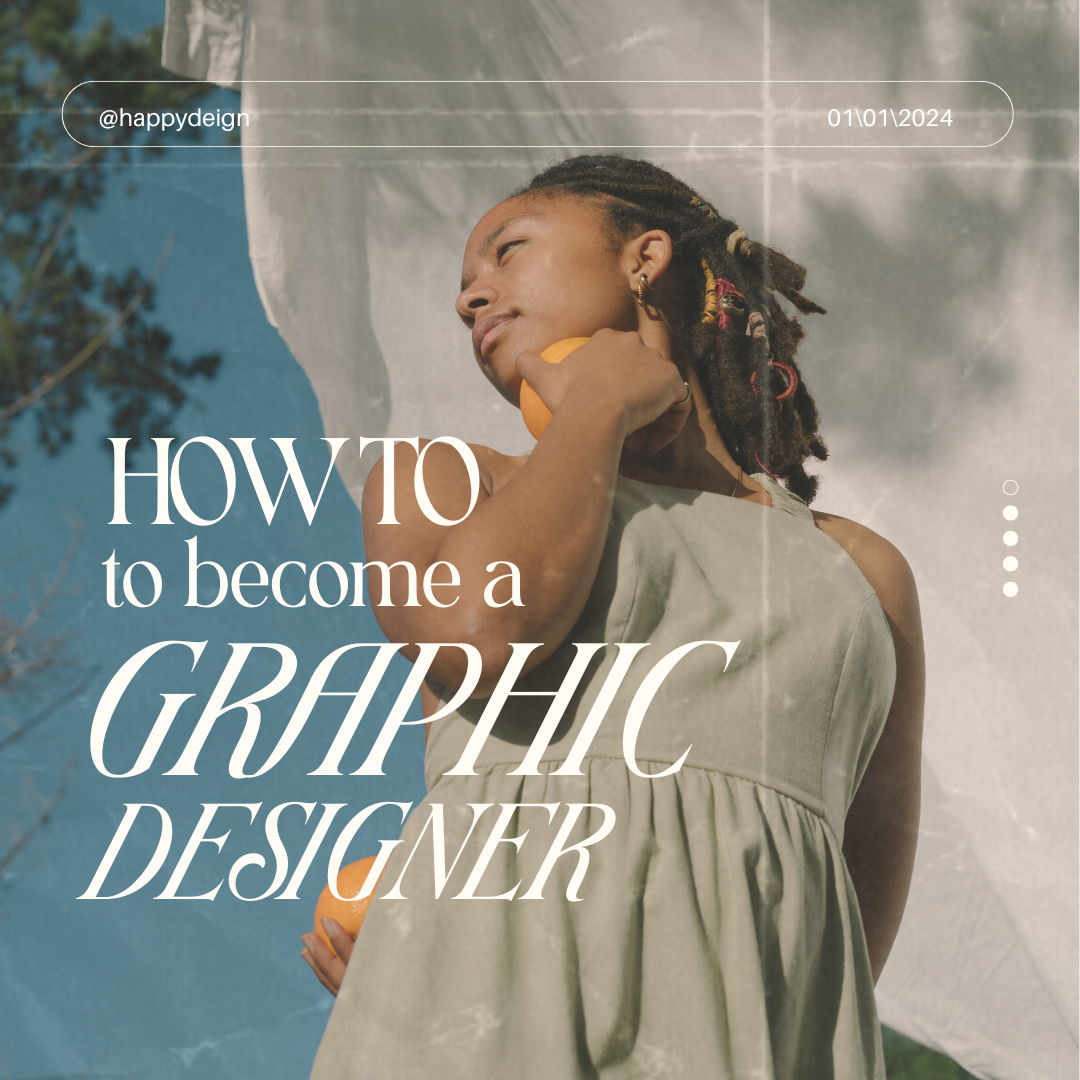 @happydeign
01\01\2024
HOW TO
to become a
GRAPHIC
DESIGNER